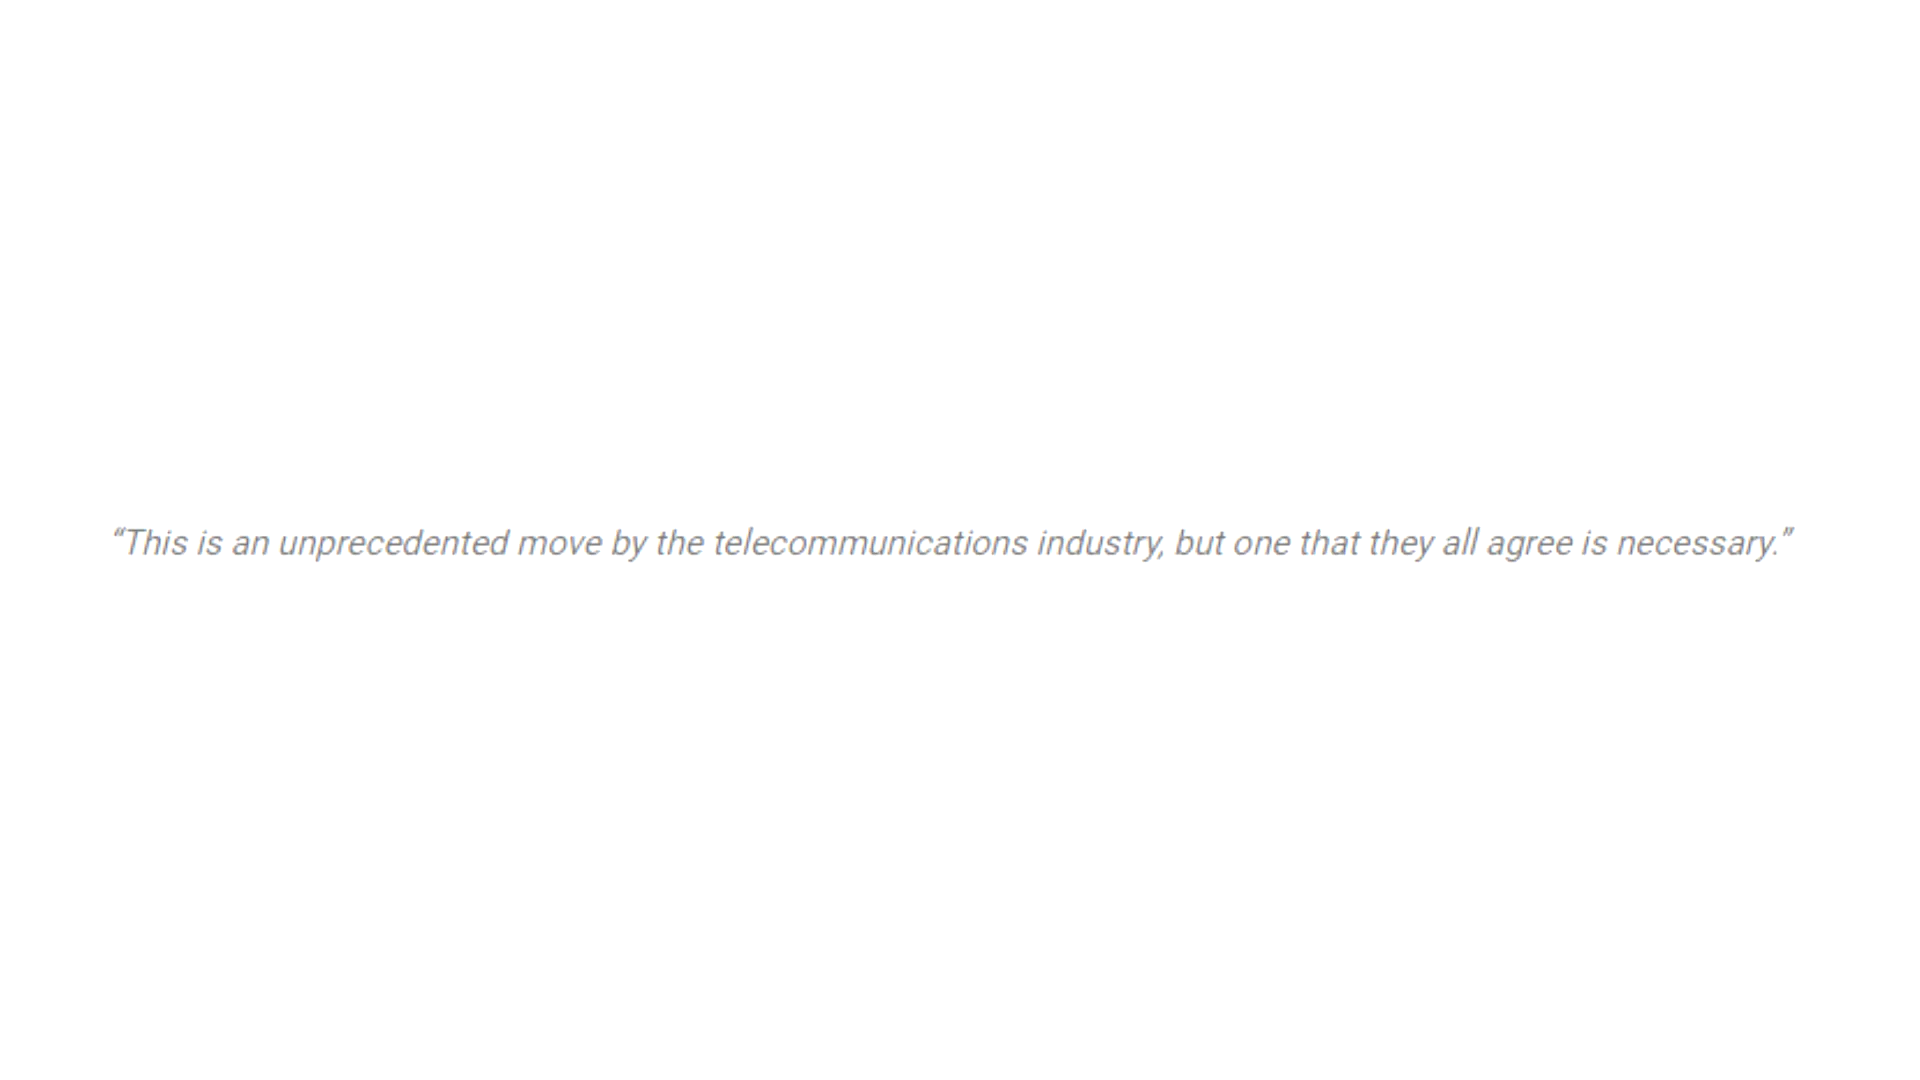 “This is an unprecedented move by the telecommunications industry, but one that they all agree is necessary.”